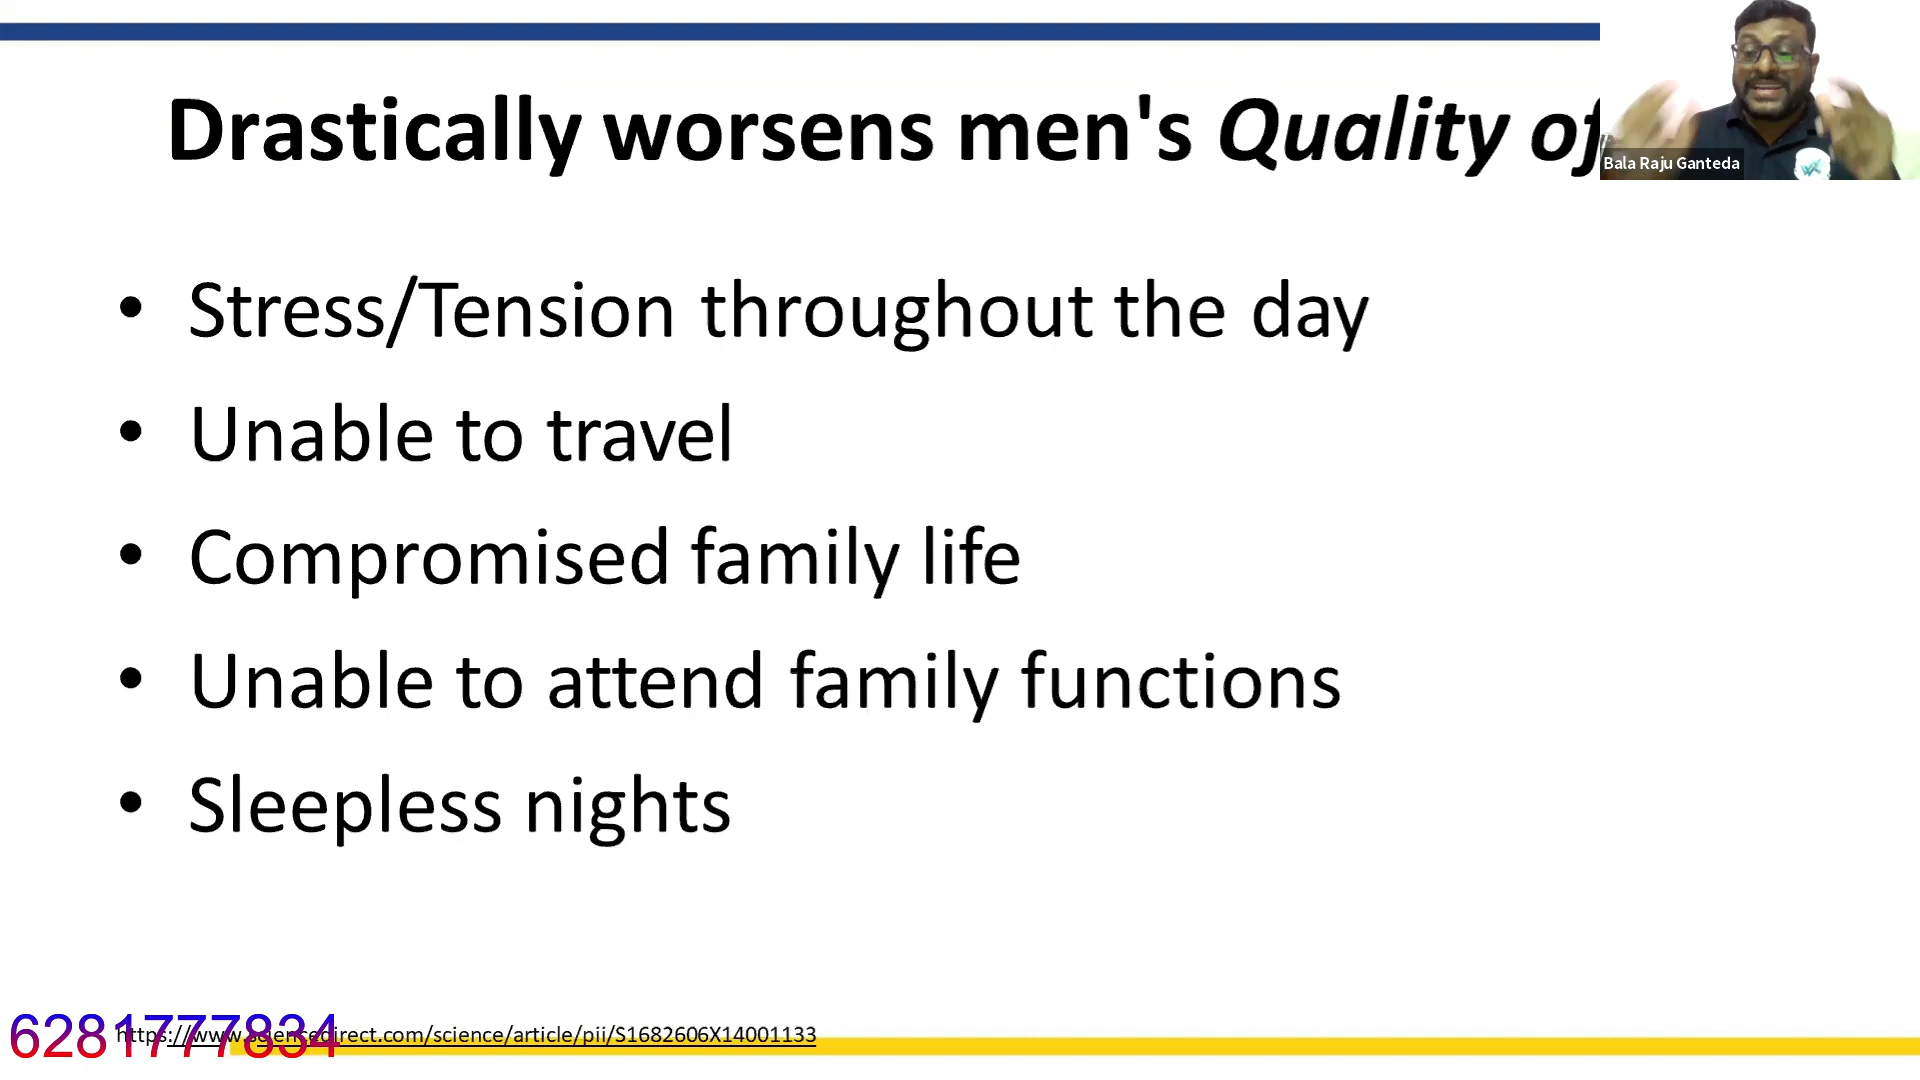 Drastically worsens men's Quality of
Bala Raju Ganteda
• Stress/Tension throughout the day
• Unable to travel
• Compromised family life
• Unable to attend family functions
• Sleepless nights
6281777834
https://www.sciencedirect.com/science/article/pii/S1682606X14001133